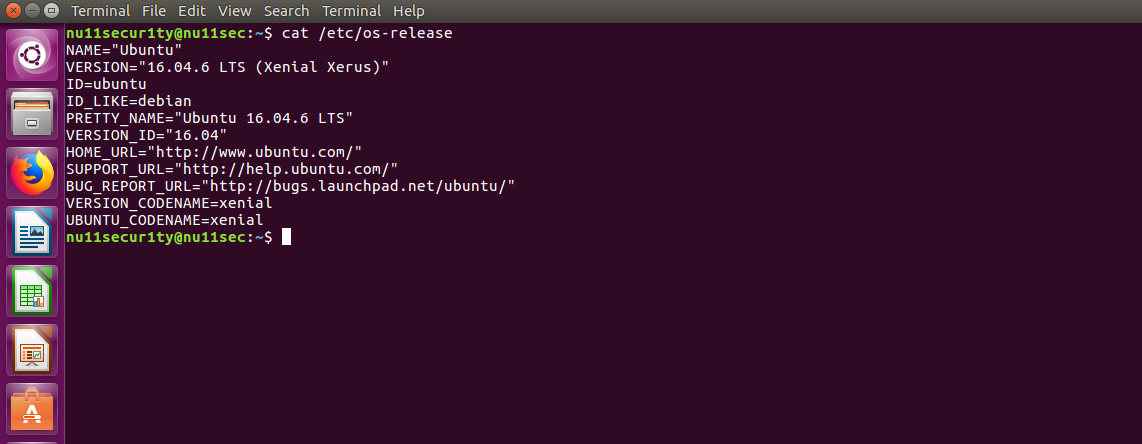 Terminal File Edit View Search Terminal Help
nu11secur1ty@nu11sec:~$ cat /etc/os-release
NAME="Ubuntu"
VERSION="16.04.6 LTS (Xenial Xerus)"
ID=ubuntu
ID_LIKE=debian
PRETTY_NAME="Ubuntu 16.04.6 LTS"
VERSION_ID="16.04"
HOME_URL="http://www.ubuntu.com/"
SUPPORT_URL="http://help.ubuntu.com/"
BUG_REPORT_URL="http://bugs.launchpad.net/ubuntu/"
VERSION_CODENAME=xenial
UBUNTU_CODENAME=xenial
nu11secur1ty@nu11sec:~$